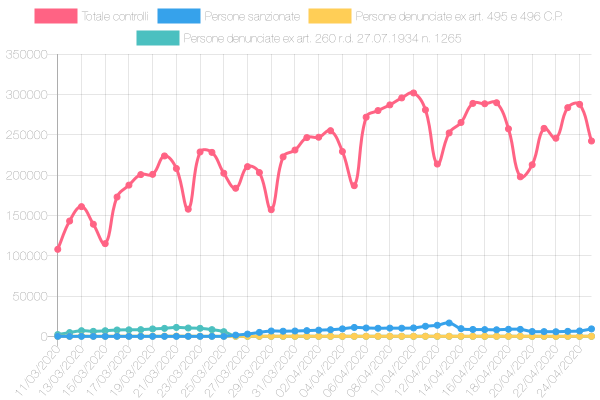 Totale controlli Persone sanzionate Persone denunciate ex art. 495 e 496 C.P.
Persone denunciate ex art. 260 r.d. 27.07.1934 n. 1265
350000
300000
250000
200000
150000
100000
50000
0
11/03/2020 13/03/2020 15/03/2020 17/03/2020 19/03/2020 21/03/2020 23/03/2020 25/03/2020 27/03/2020 29/03/2020 31/03/2020 02/04/2020 04/04/2020 06/04/2020 08/04/2020 10/04/2020 12/04/2020 14/04/2020 16/04/2020 18/04/2020 20/04/2020 22/04/2020 24/04/2020